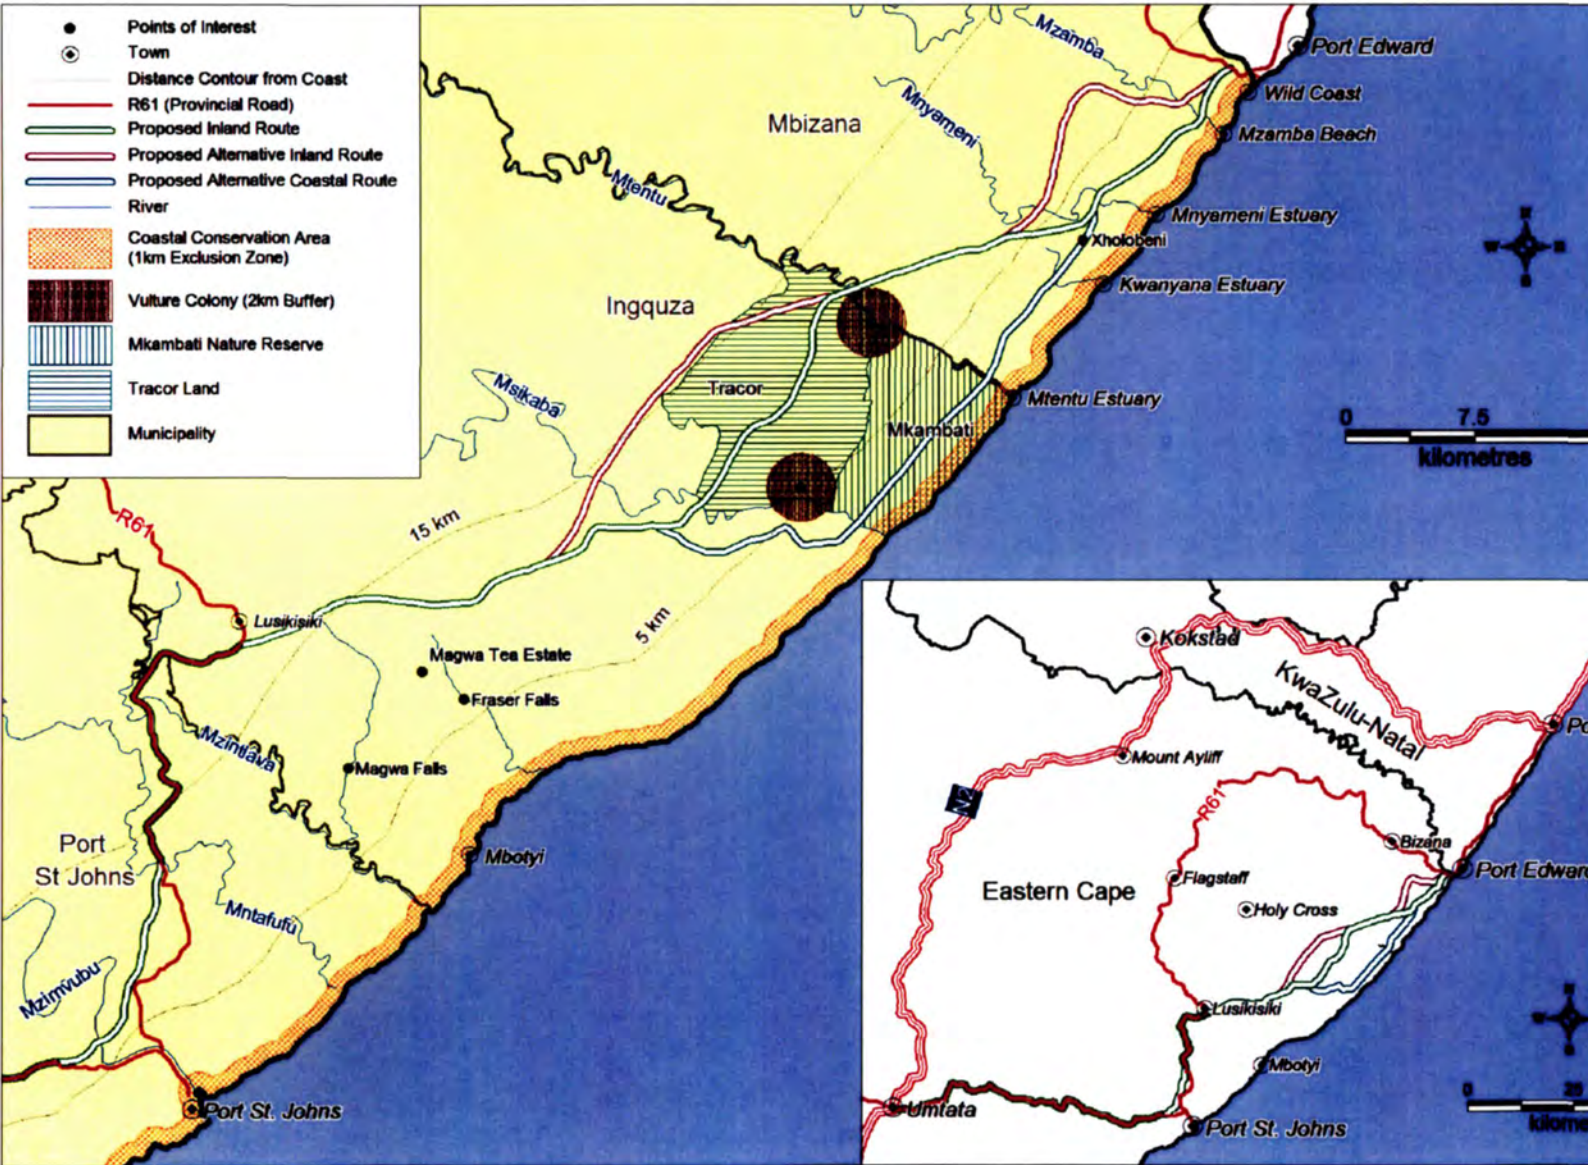 Points of Interest
Town
Distance Contour from Coast
R61 (Provincial Road)
Proposed Inland Route
Proposed Alternative Inland Route
Proposed Alternative Coastal Route
River
Coastal Conservation Area
(1km Exclusion Zone)
Vulture Colony (2km Buffer)
Mkambati Nature Reserve
Tracor Land
Municipality
Mzamba
Port Edward
Wild Coast
Mnyameni
Mbizana
Mzamba Beach
Mtentu
Mnyameni Estuary
Xholobeni
Kwanyana Estuary
Ingquza
Msikaba
Tracor
Mtentu Estuary
Mkambati
0 7.5
kilometres
R61
15 km
Lusikisiki
5 km
Magwa Tea Estate
Fraser Falls
Mzintlava
Magwa Falls
Port
St Johns
Mbotyi
Mntafufu
Mzimvubu
Port St. Johns
Kokstad
KwaZulu-Natal
Po
Mount Ayliff
N2
R61
Bizana
Port Edward
Flagstaff
Eastern Cape
Holy Cross
Lusikisiki
Mbotyi
Umtata
Port St. Johns
0 25
kilome